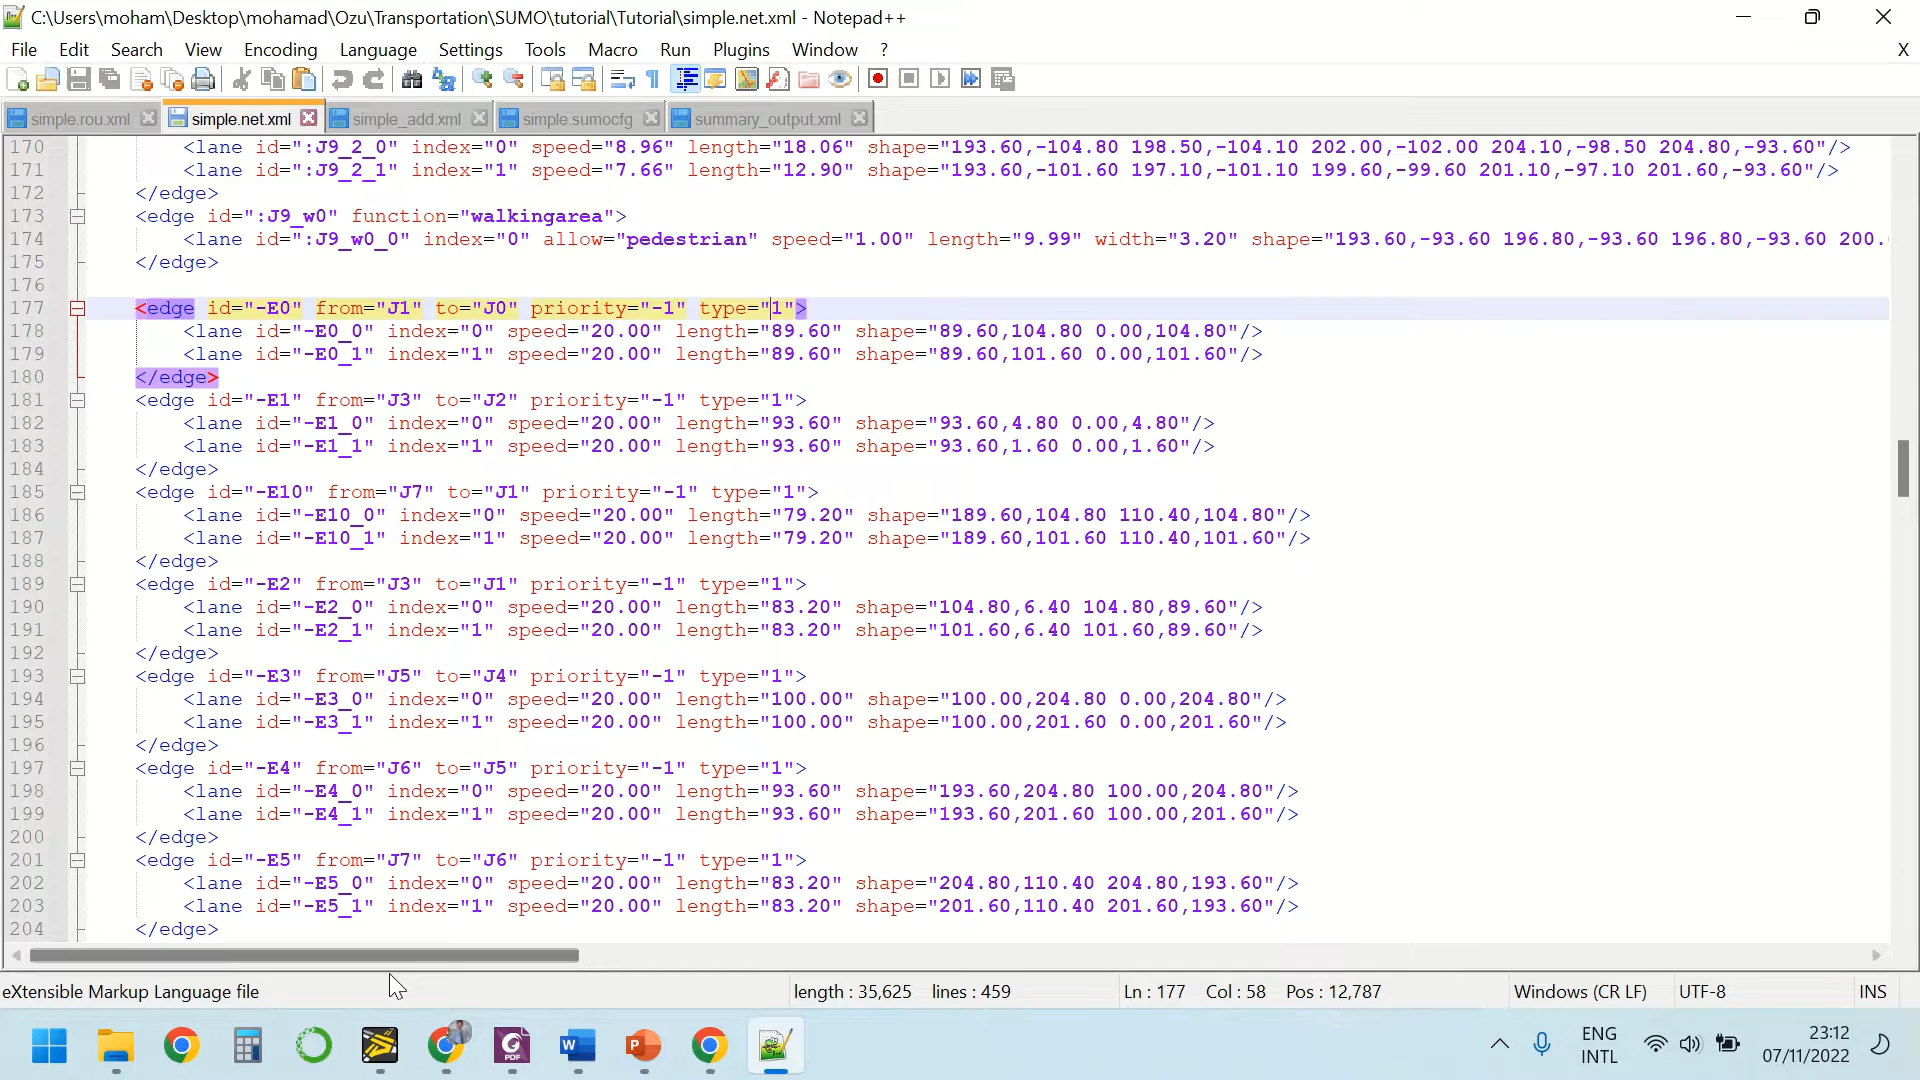 C:\Users\moham\Desktop\mohamad\Ozu\Transportation\SUMO\tutorial\Tutorial\simple.net.xml - Notepad++
File Edit Search View Encoding Language Settings Tools Macro Run Plugins Window ? X
simple.rou.xml simple.net.xml simple_add.xml simple.sumocfg summary_output.xml
170 <lane id=":J9_2_0" index="0" speed="8.96" length="18.06" shape="193.60,-104.80 198.50,-104.10 202.00,-102.00 204.10,-98.50 204.80,-93.60"/>
171 <lane id=":J9_2_1" index="1" speed="7.66" length="12.90" shape="193.60,-101.60 197.10,-101.10 199.60,-99.60 201.10,-97.10 201.60,-93.60"/>
172 </edge>
173 <edge id=":J9_w0" function="walkingarea">
174 <lane id=":J9_w0_0" index="0" allow="pedestrian" speed="1.00" length="9.99" width="3.20" shape="193.60,-93.60 196.80,-93.60 196.80,-93.60 200.
175 </edge>
176
177 <edge id="-E0" from="J1" to="J0" priority="-1" type="1">
178 <lane id="-E0_0" index="0" speed="20.00" length="89.60" shape="89.60,104.80 0.00,104.80"/>
179 <lane id="-E0_1" index="1" speed="20.00" length="89.60" shape="89.60,101.60 0.00,101.60"/>
180 </edge>
181 <edge id="-E1" from="J3" to="J2" priority="-1" type="1">
182 <lane id="-E1_0" index="0" speed="20.00" length="93.60" shape="93.60,4.80 0.00,4.80"/>
183 <lane id="-E1_1" index="1" speed="20.00" length="93.60" shape="93.60,1.60 0.00,1.60"/>
184 </edge>
185 <edge id="-E10" from="J7" to="J1" priority="-1" type="1">
186 <lane id="-E10_0" index="0" speed="20.00" length="79.20" shape="189.60,104.80 110.40,104.80"/>
187 <lane id="-E10_1" index="1" speed="20.00" length="79.20" shape="189.60,101.60 110.40,101.60"/>
188 </edge>
189 <edge id="-E2" from="J3" to="J1" priority="-1" type="1">
190 <lane id="-E2_0" index="0" speed="20.00" length="83.20" shape="104.80,6.40 104.80,89.60"/>
191 <lane id="-E2_1" index="1" speed="20.00" length="83.20" shape="101.60,6.40 101.60,89.60"/>
192 </edge>
193 <edge id="-E3" from="J5" to="J4" priority="-1" type="1">
194 <lane id="-E3_0" index="0" speed="20.00" length="100.00" shape="100.00,204.80 0.00,204.80"/>
195 <lane id="-E3_1" index="1" speed="20.00" length="100.00" shape="100.00,201.60 0.00,201.60"/>
196 </edge>
197 <edge id="-E4" from="J6" to="J5" priority="-1" type="1">
198 <lane id="-E4_0" index="0" speed="20.00" length="93.60" shape="193.60,204.80 100.00,204.80"/>
199 <lane id="-E4_1" index="1" speed="20.00" length="93.60" shape="193.60,201.60 100.00,201.60"/>
200 </edge>
201 <edge id="-E5" from="J7" to="J6" priority="-1" type="1">
202 <lane id="-E5_0" index="0" speed="20.00" length="83.20" shape="204.80,110.40 204.80,193.60"/>
203 <lane id="-E5_1" index="1" speed="20.00" length="83.20" shape="201.60,110.40 201.60,193.60"/>
204 </edge>
eXtensible Markup Language file length : 35,625 lines : 459 Ln : 177 Col : 58 Pos : 12,787 Windows (CR LF) UTF-8 INS
PDF W P
ENG 23:12
INTL 07/11/2022